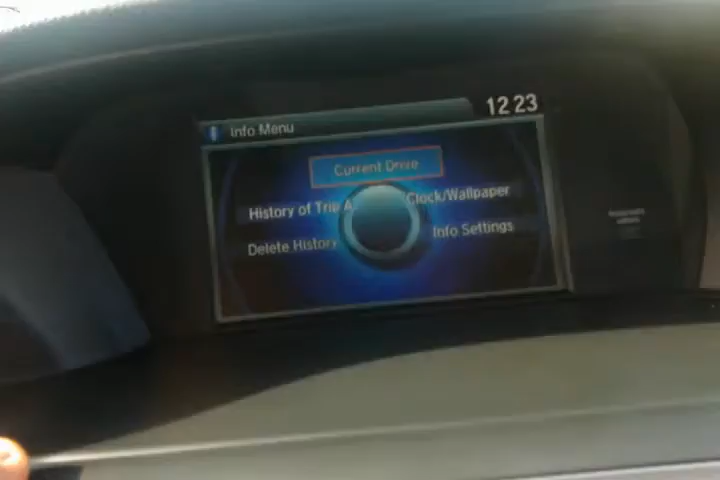 12 23
Info Menu
Current Drive
History of Trip A
Clock/Wallpaper
Delete History
Info Settings